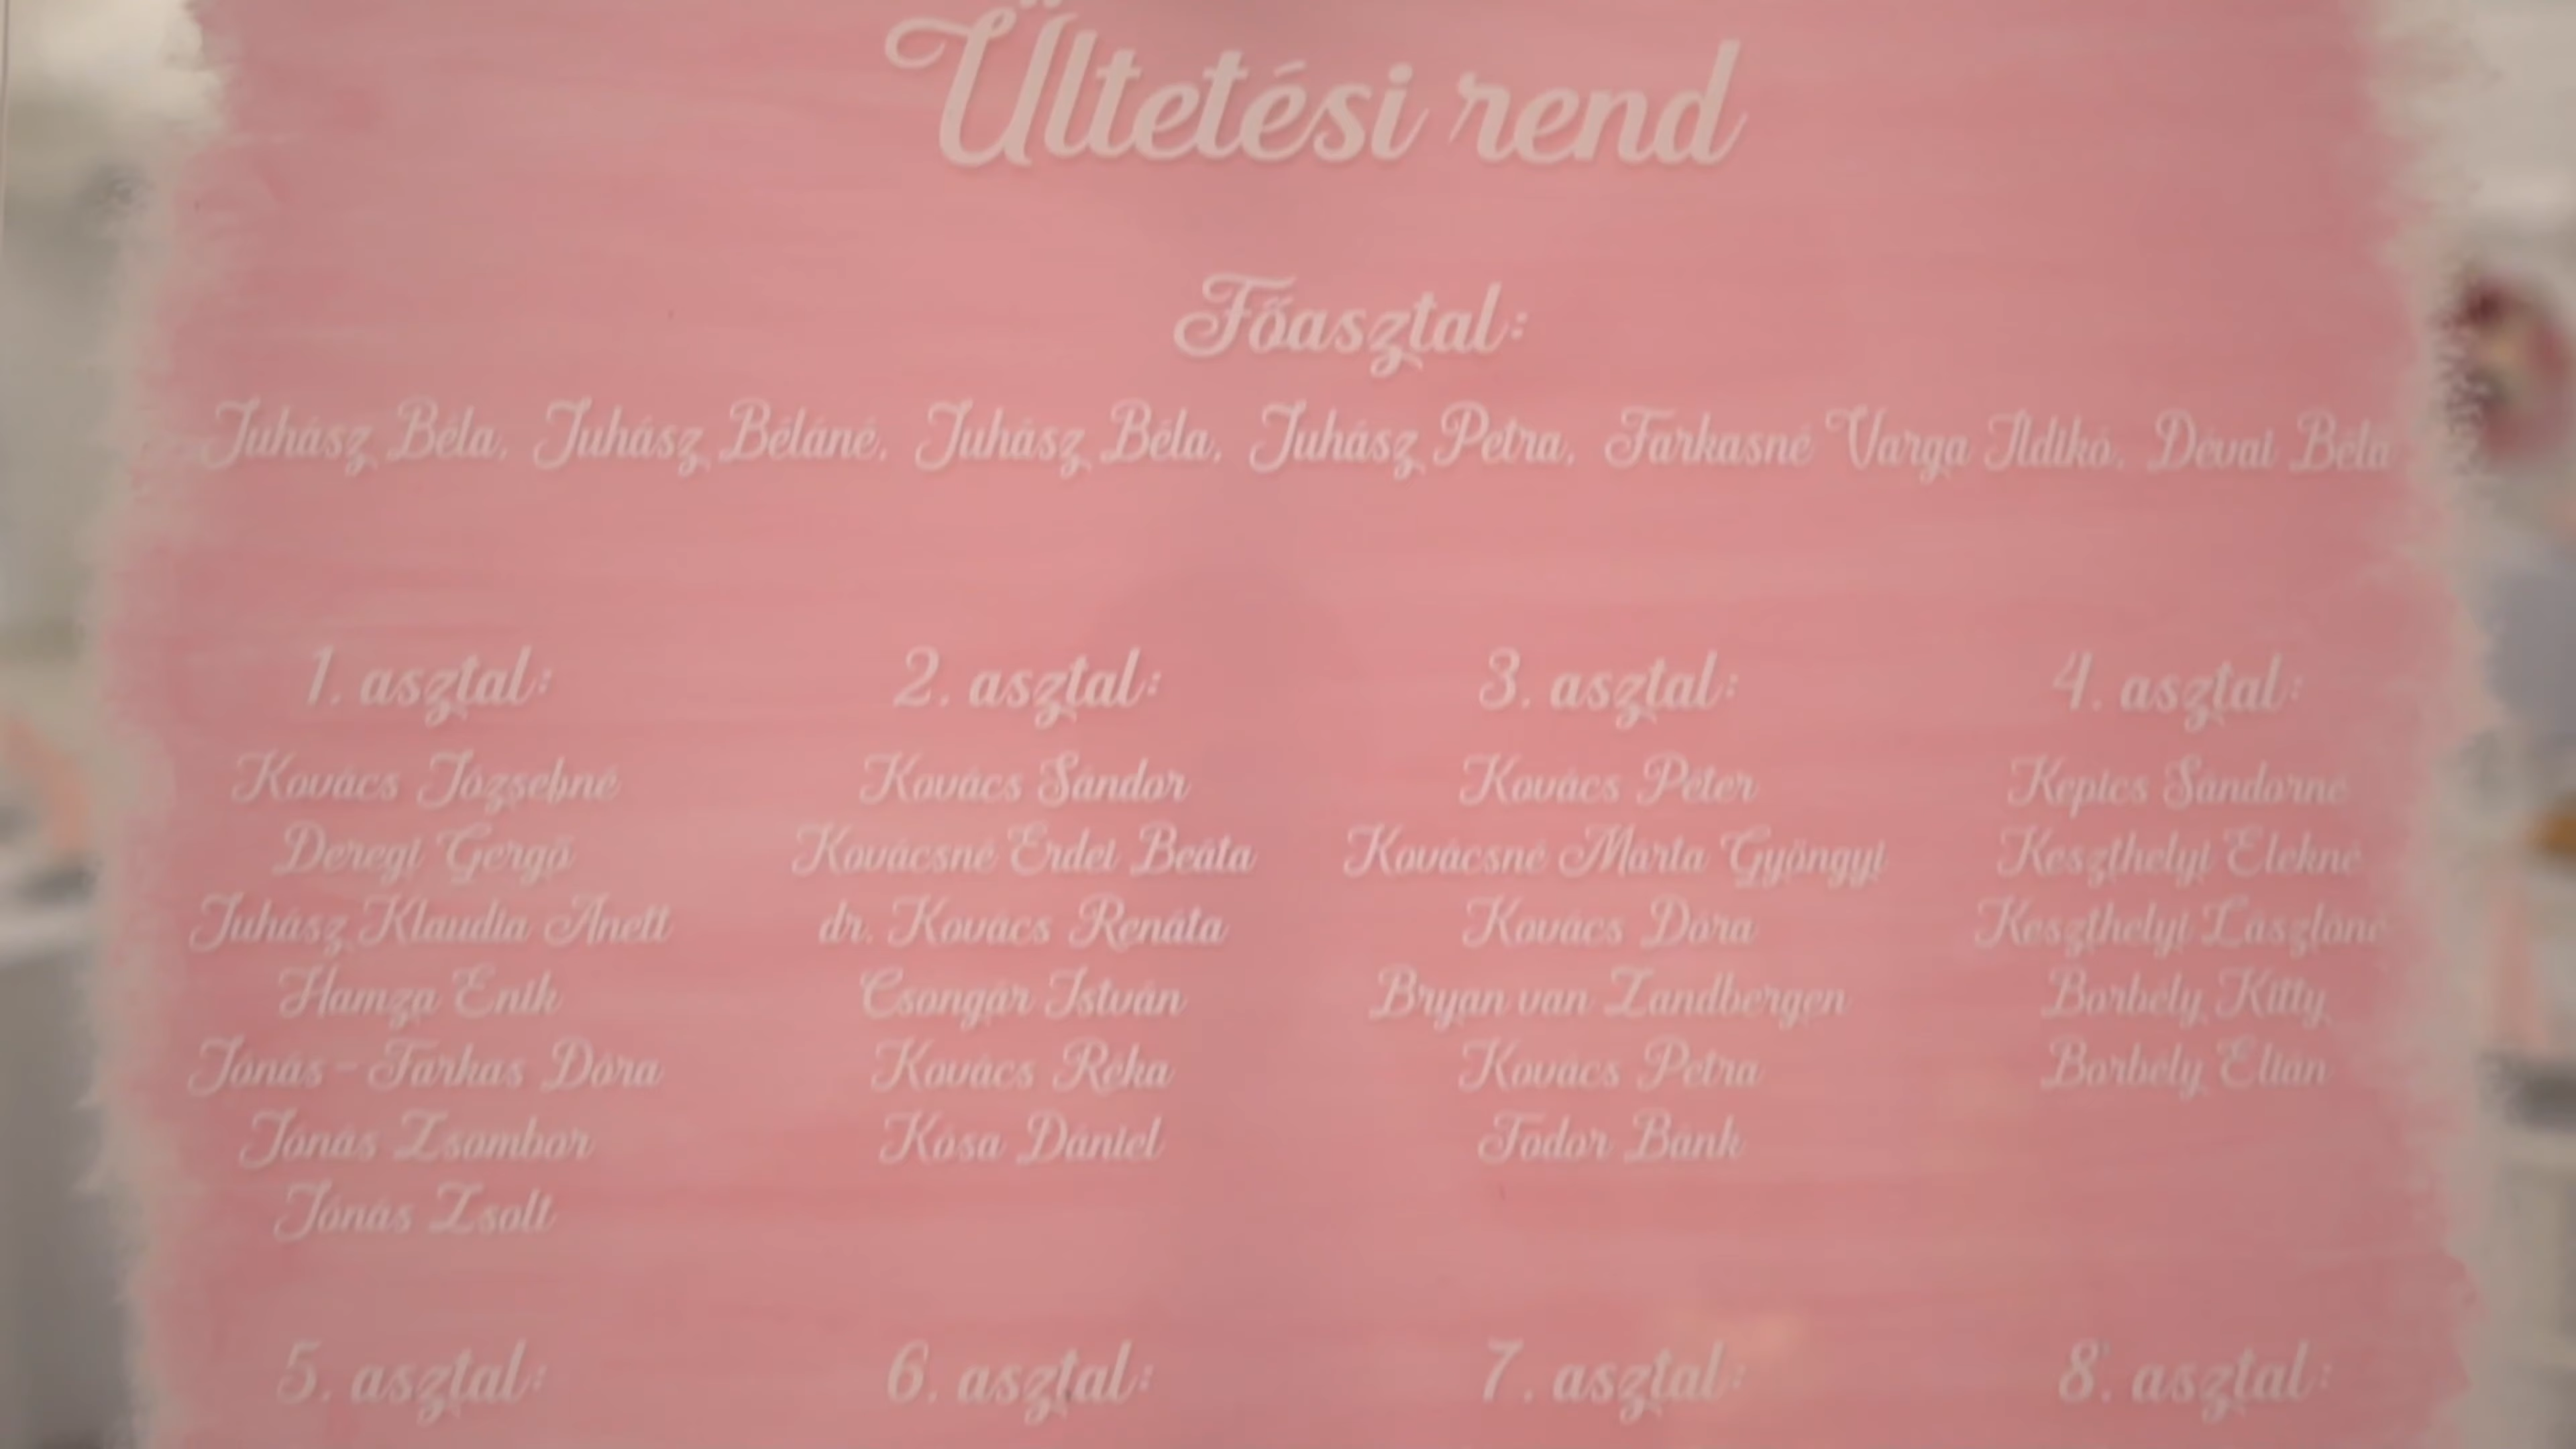 Ültetési rend
Főasztal:
Juhász Béla, Juhász Béláné, Juhász Béla, Juhász Petra, Farkasné Varga Ildikó, Dévai Béla
1. asztal:
Kovács Józsefné
Deregi Gergő
Juhász Klaudia Anett
Hamza Enik
Jónás-Farkas Dóra
Jónás Zsombor
Jónás Zsolt
2. asztal:
Kovács Sándor
Kovácsné Erdei Beáta
dr. Kovács Renáta
Csongár István
Kovács Réka
Kósa Dániel
3. asztal:
Kovács Péter
Kovácsné Márta Gyöngyi
Kovács Dóra
Bryan van Zandbergen
Kovács Petra
Fodor Bánk
4. asztal:
Kepics Sándorné
Keszthelyi Elekné
Keszthelyi Lászlóné
Borbély Kitty
Borbély Elián
5. asztal:
6. asztal:
7. asztal:
8. asztal: